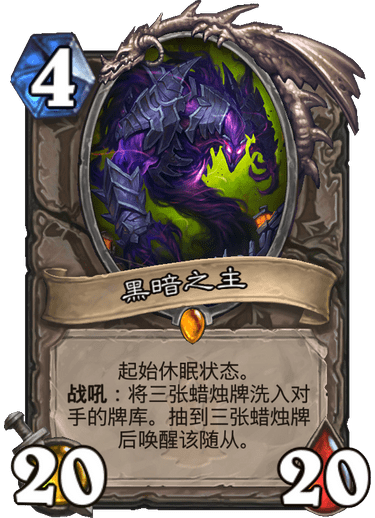 4
黑暗之主
起始休眠状态。
战吼：将三张蜡烛牌洗入对
手的牌库。抽到三张蜡烛牌
后唤醒该随从。
20
20